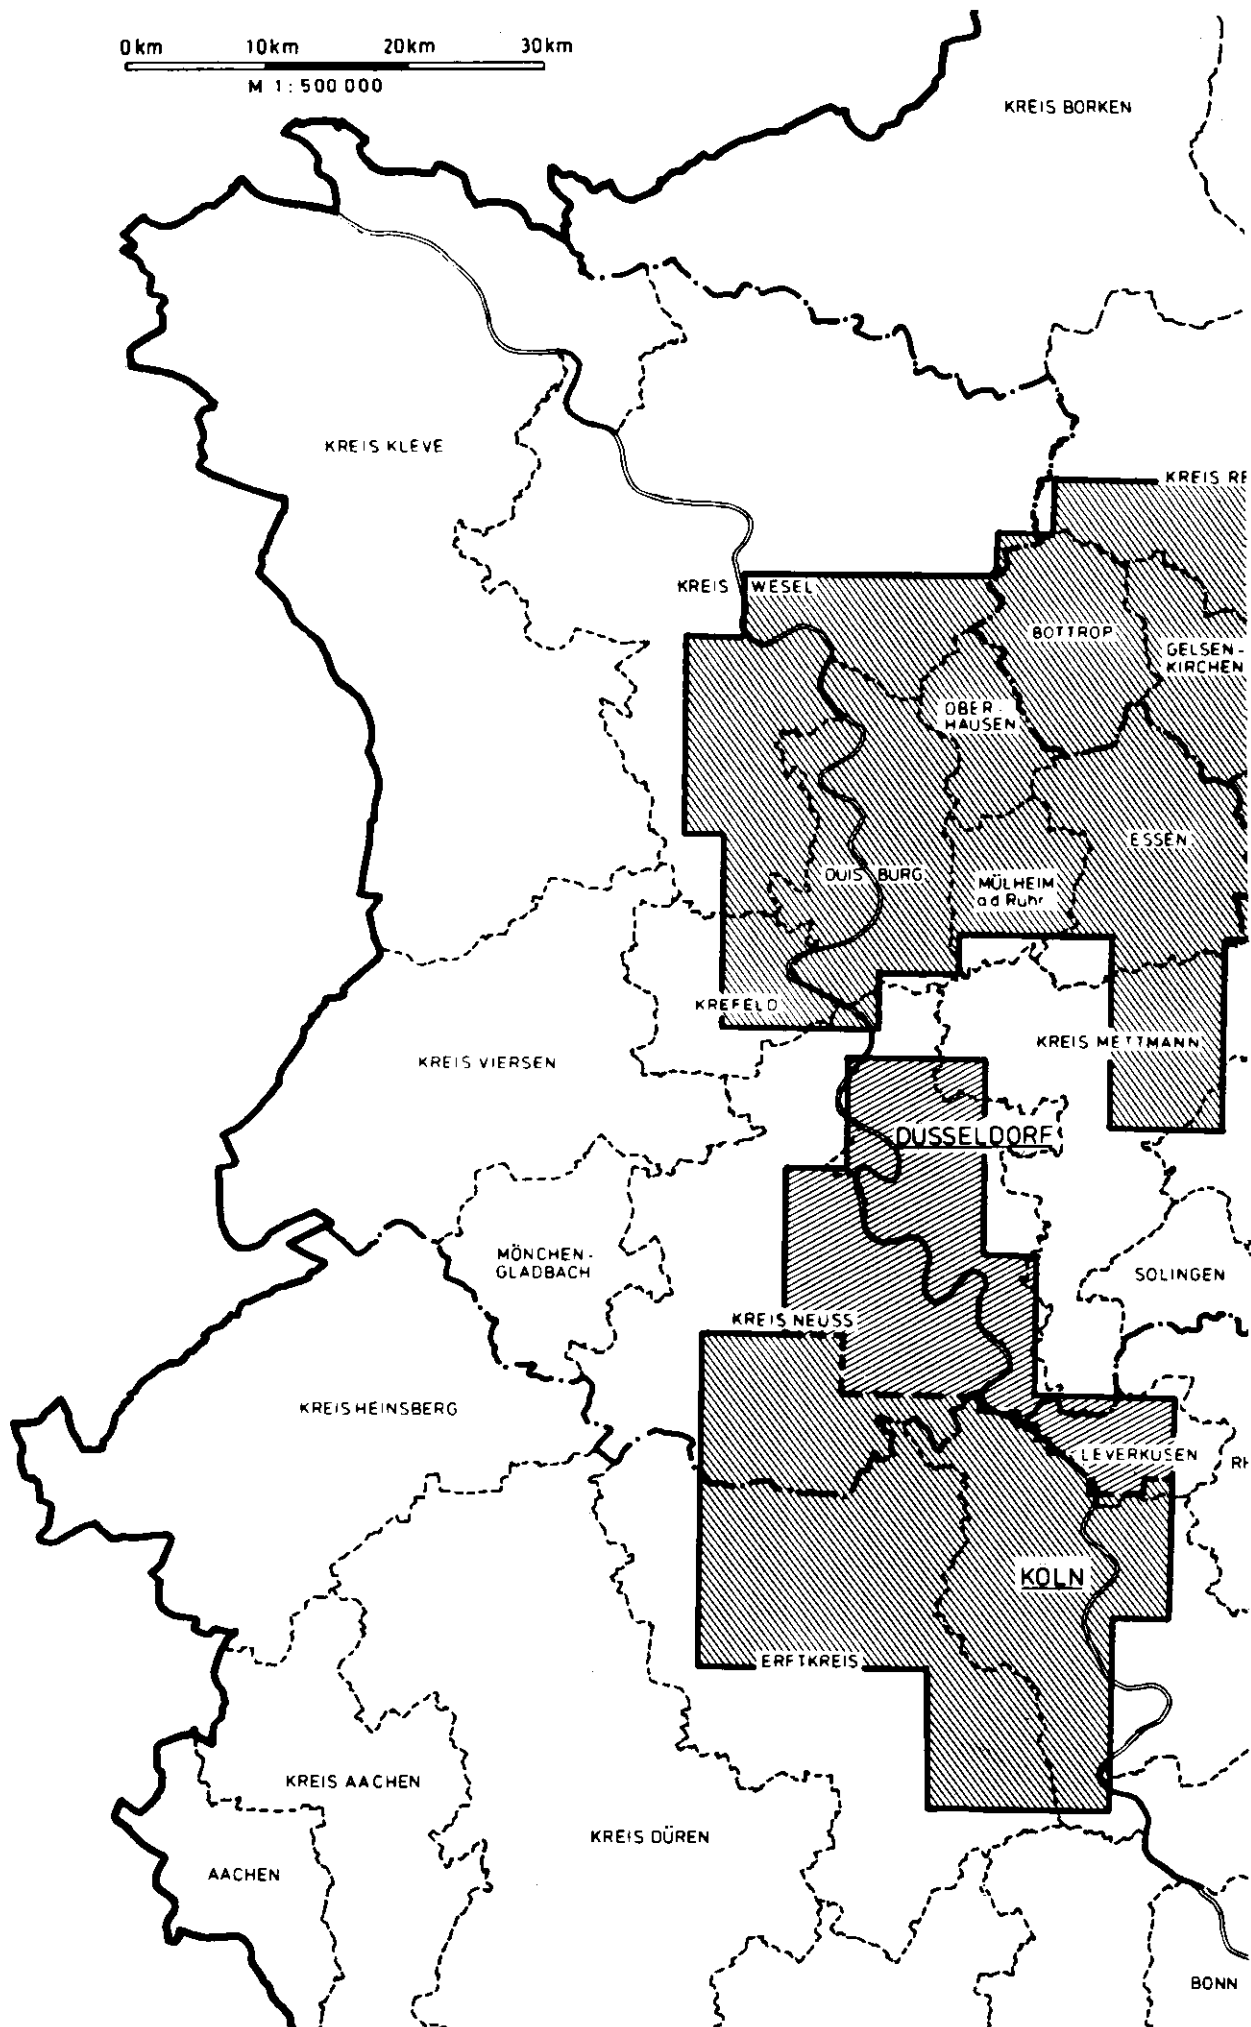 0km 10km 20km 30km
M 1:500 000
KREIS BORKEN
KREIS KLEVE
KREIS RE
KREIS WESEL
BOTTROP
GELSEN-
KIRCHEN
OBER-
HAUSEN
ESSEN
DUISBURG
MÜLHEIM
a.d Ruhr
KREFELD
KREIS METTMANN
KREIS VIERSEN
DÜSSELDORF
MÖNCHEN-
GLADBACH
SOLINGEN
KREIS NEUSS
KREIS HEINSBERG
LEVERKUSEN
RH
KÖLN
ERFTKREIS
KREIS AACHEN
KREIS DÜREN
AACHEN
BONN